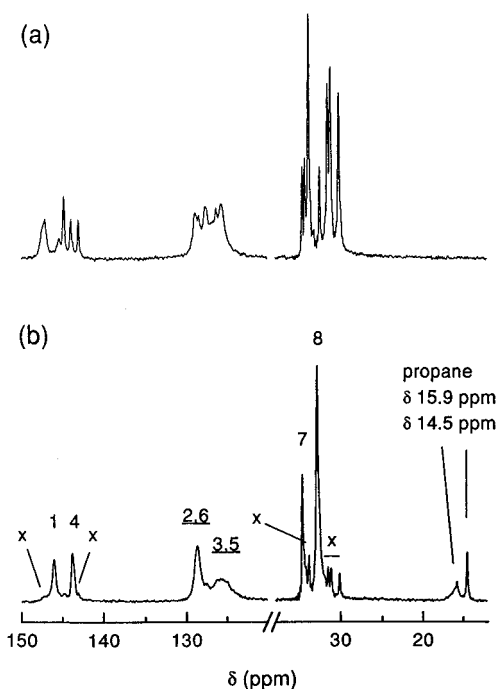 (a)
(b)
8
propane
δ 15.9 ppm
δ 14.5 ppm
7
1 4
x x
2,6
3,5
x
x
150 140 130 // 30 20
δ (ppm)